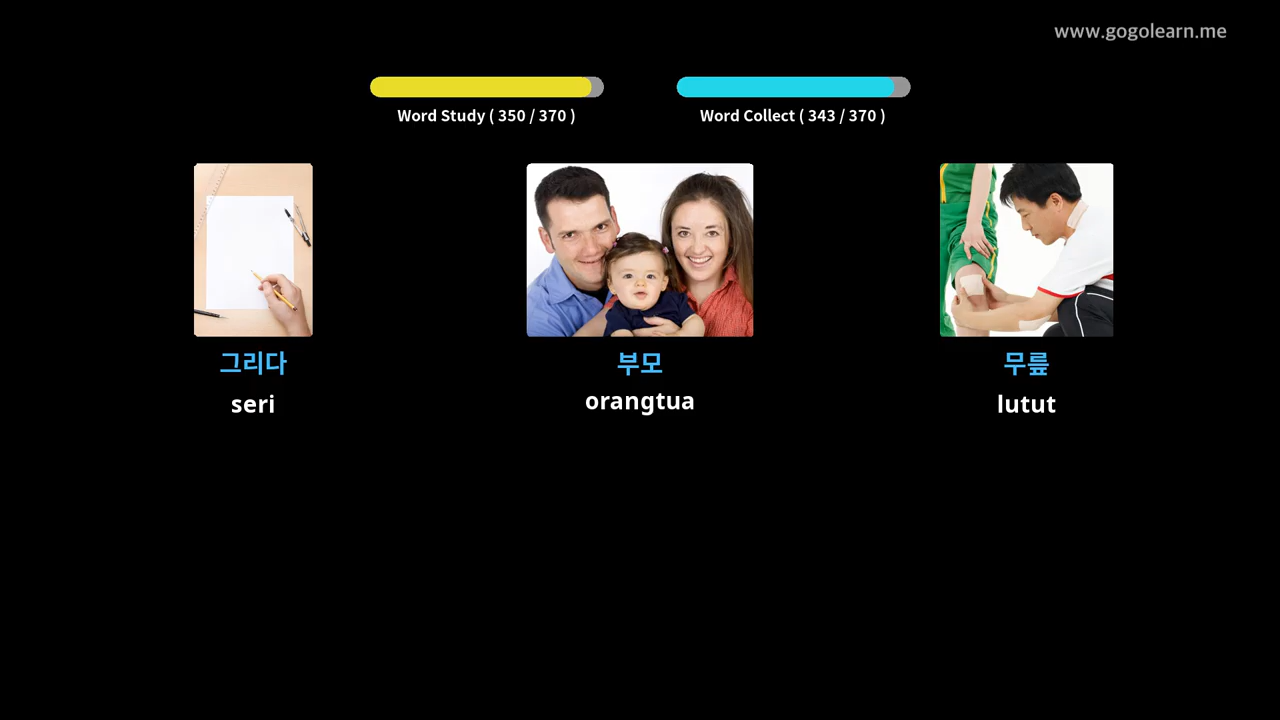 www.gogolearn.me
Word Study ( 350 / 370 )
Word Collect ( 343 / 370 )
그리다
부모
무릎
seri
orangtua
lutut